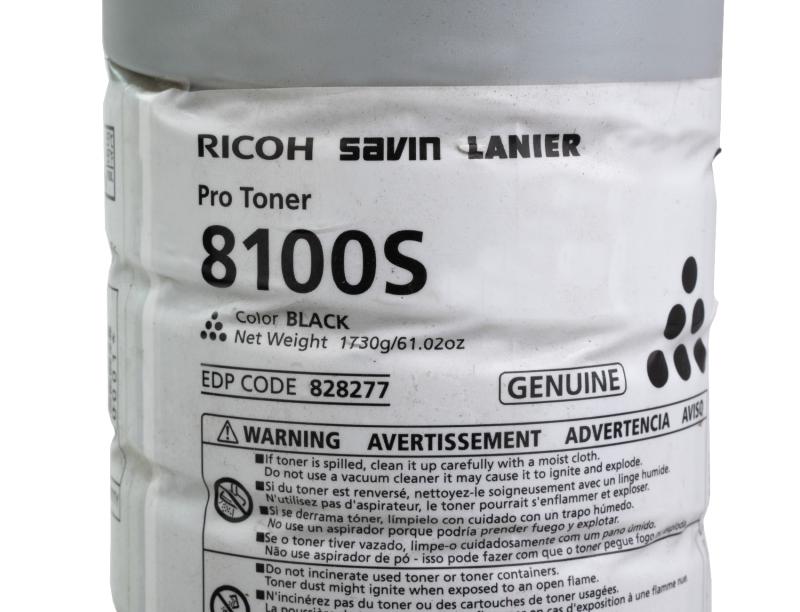 RICOH savin LANIER
Pro Toner
8100S
Color BLACK
Net Weight 1730g/61.02oz
EDP CODE 828277
GENUINE
WARNING AVERTISSEMENT ADVERTENCIA AVISO
■If toner is spilled, clean it up carefully with a moist cloth.
Do not use a vacuum cleaner it may cause it to ignite and explode.
■Si du toner est renversé, nettoyez-le soigneusement avec un linge humide.
N'utilisez pas d'aspirateur, le toner pourrait s'enflammer et exploser.
■Si se derrama tóner, límpielo con cuidado con un trapo húmedo.
No use un aspirador porque podría prender fuego y explotar.
■Se o toner tiver vazado, limpe-o cuidadosamente com um pano úmido.
Não use aspirador de pó - isso pode fazer com que o toner pegue fogo
■Do not incinerate used toner or toner containers.
Toner dust might ignite when exposed to an open flame.
■N'incinérez pas du toner ou des cartouches de toner usagées.
en cas d'exposition à une flamme nue.